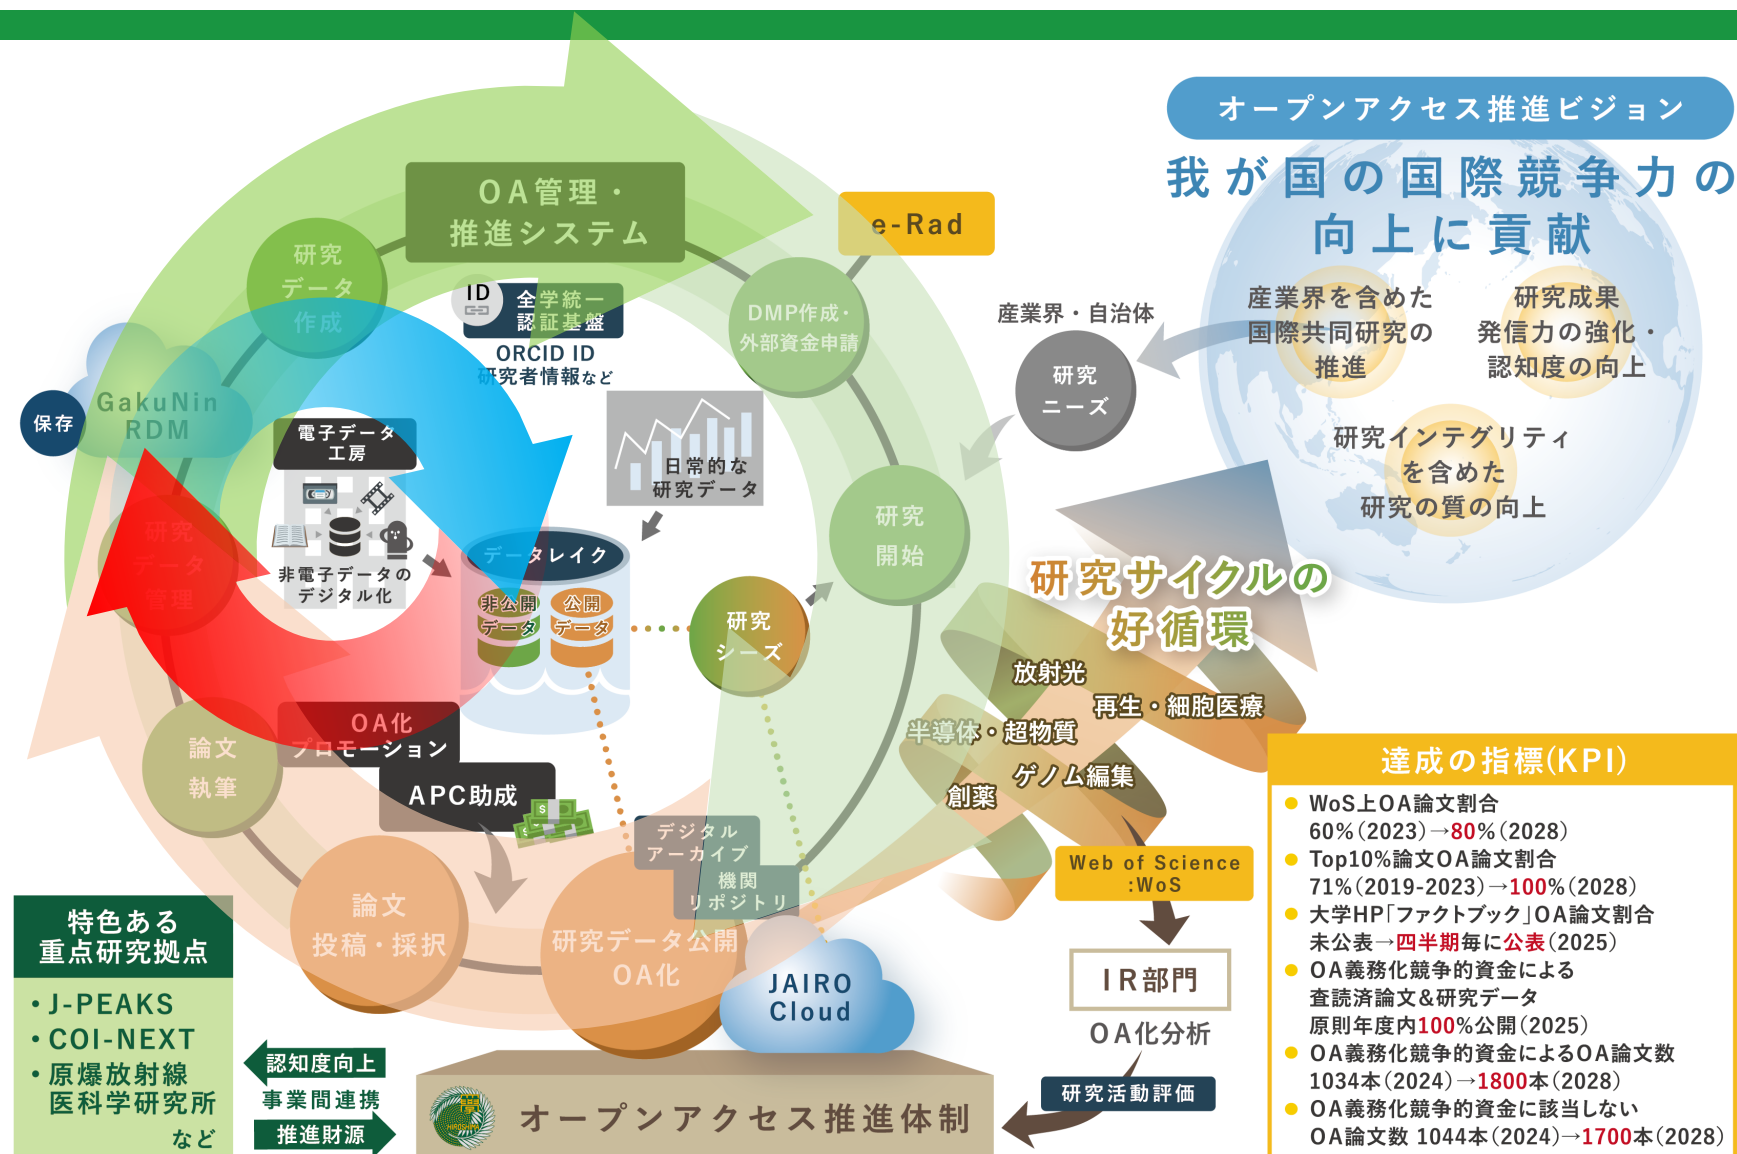 オープンアクセス推進ビジョン
我が国の国際競争力の
向上に貢献
産業界を含めた
国際共同研究の
推進
研究成果
発信力の強化・
認知度の向上
研究インテグリティ
を含めた
研究の質の向上
OA管理・
推進システム
e-Rad
研究
データ
作成
ID
全学統一
認証基盤
ORCID ID
研究者情報など
DMP作成・
外部資金申請
産業界・自治体
研究
ニーズ
保存
GakuNin
RDM
電子データ
工房
非電子データの
デジタル化
日常的な
研究データ
データレイク
非公開
データ
公開
データ
研究
シーズ
研究
開始
研究
データ
管理
研究サイクルの
好循環
放射光
再生・細胞医療
半導体・超物質
ゲノム編集
創薬
論文
執筆
OA化
プロモーション
APC助成
デジタル
アーカイブ
機関
リポジトリ
論文
投稿・採択
研究データ公開
OA化
JAIRO
Cloud
Web of Science
:WoS
IR部門
OA化分析
研究活動評価
特色ある
重点研究拠点
・J-PEAKS
・COI-NEXT
・原爆放射線
医科学研究所
など
認知度向上
事業間連携
推進財源
HIROSHIMA
オープンアクセス推進体制
達成の指標(KPI)
● WoS上OA論文割合
60%(2023)→80%(2028)
● Top10%論文OA論文割合
71%(2019-2023)→100%(2028)
● 大学HP「ファクトブック」OA論文割合
未公表→四半期毎に公表(2025)
● OA義務化競争的資金による
査読済論文&研究データ
原則年度内100%公開(2025)
● OA義務化競争的資金によるOA論文数
1034本(2024)→1800本(2028)
● OA義務化競争的資金に該当しない
OA論文数 1044本(2024)→1700本(2028)